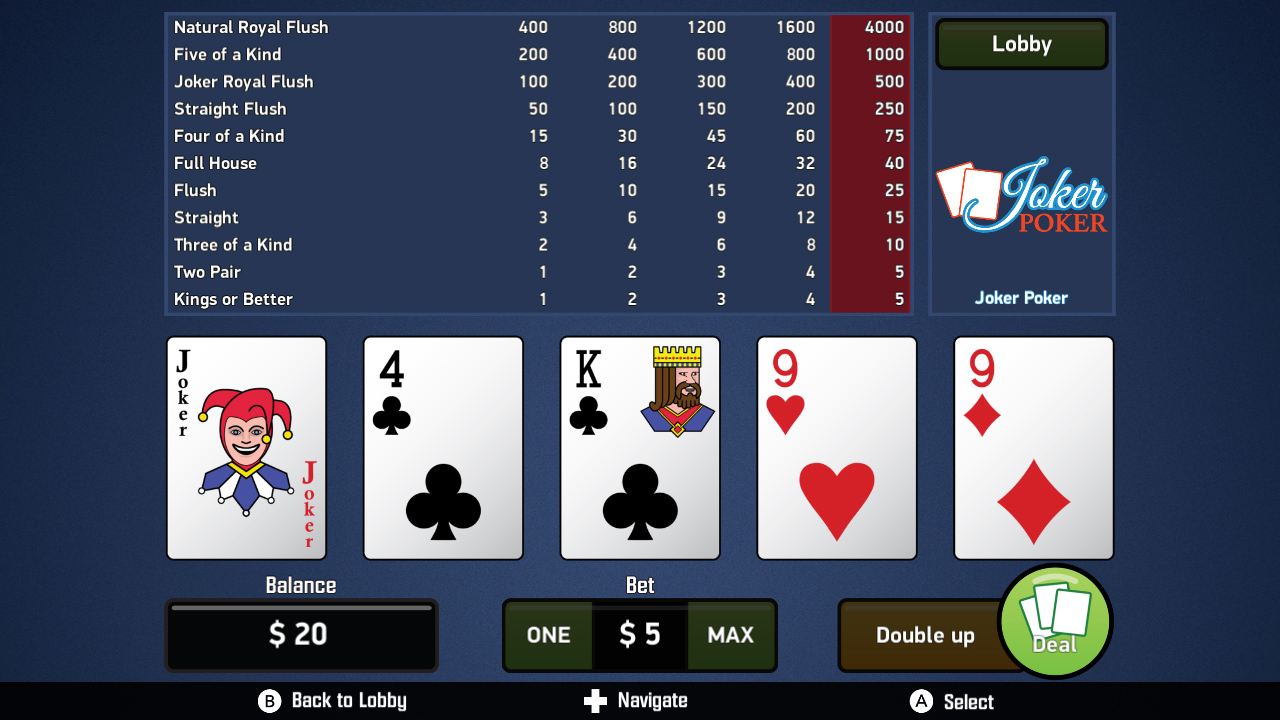 Natural Royal Flush 400 800 1200 1600 4000
Five of a Kind 200 400 600 800 1000
Joker Royal Flush 100 200 300 400 500
Straight Flush 50 100 150 200 250
Four of a Kind 15 30 45 60 75
Full House 8 16 24 32 40
Flush 5 10 15 20 25
Straight 3 6 9 12 15
Three of a Kind 2 4 6 8 10
Two Pair 1 2 3 4 5
Kings or Better 1 2 3 4 5
Lobby
Joker
POKER
Joker Poker
Joker
Joker
4
K
9
9
Balance
$ 20
Bet
ONE $ 5 MAX
Double up
Deal
B Back to Lobby
Navigate
A Select